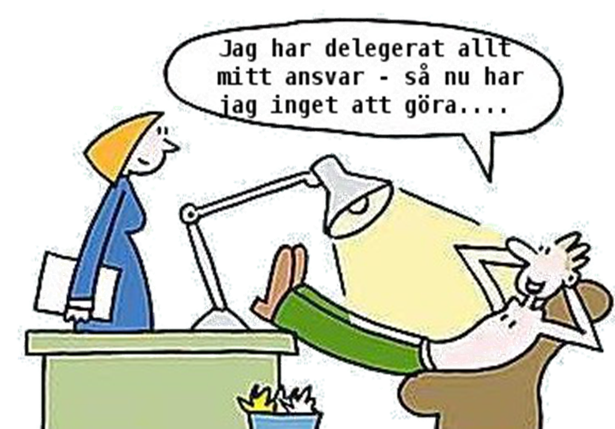 Jag har delegerat allt
mitt ansvar - så nu har
jag inget att göra....